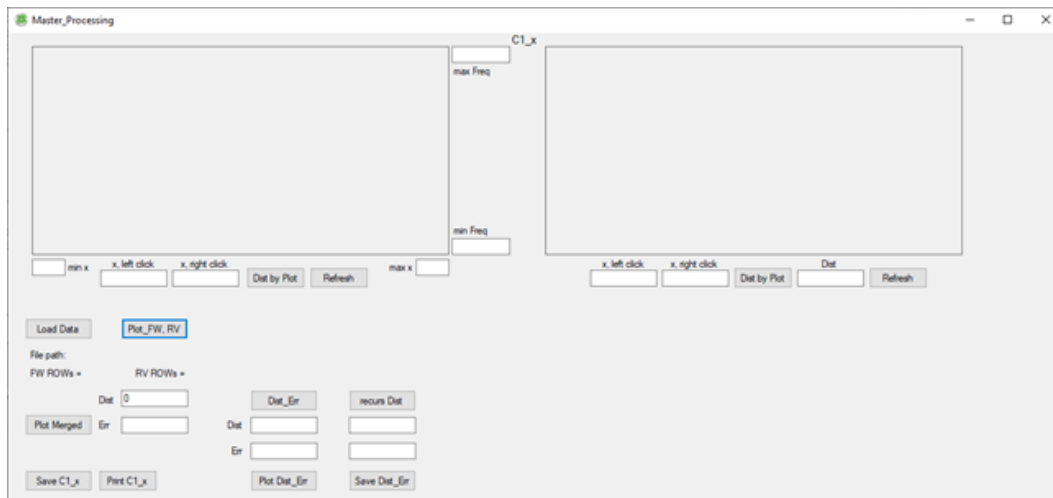 Master_Processing
C1_x
max Freq
min Freq
min x x, left click x, right click Dist by Plot Refresh max x
x, left click x, right click Dist by Plot Dist Refresh
Load Data Plot_FW, RV
File path:
FW ROWs = RV ROWs =
Dist 0 Dist_Err recurs Dist
Plot Merged Err Dist
Err
Save C1_x Print C1_x Plot Dist_Err Save Dist_Err